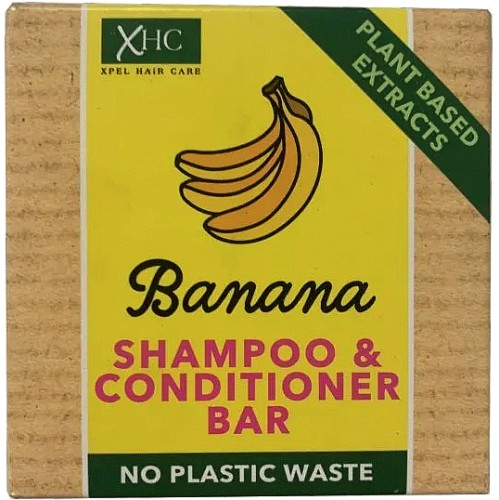 XHC
XPEL HAIR CARE
PLANT BASED
EXTRACTS
Banana
SHAMPOO &
CONDITIONER
BAR
NO PLASTIC WASTE